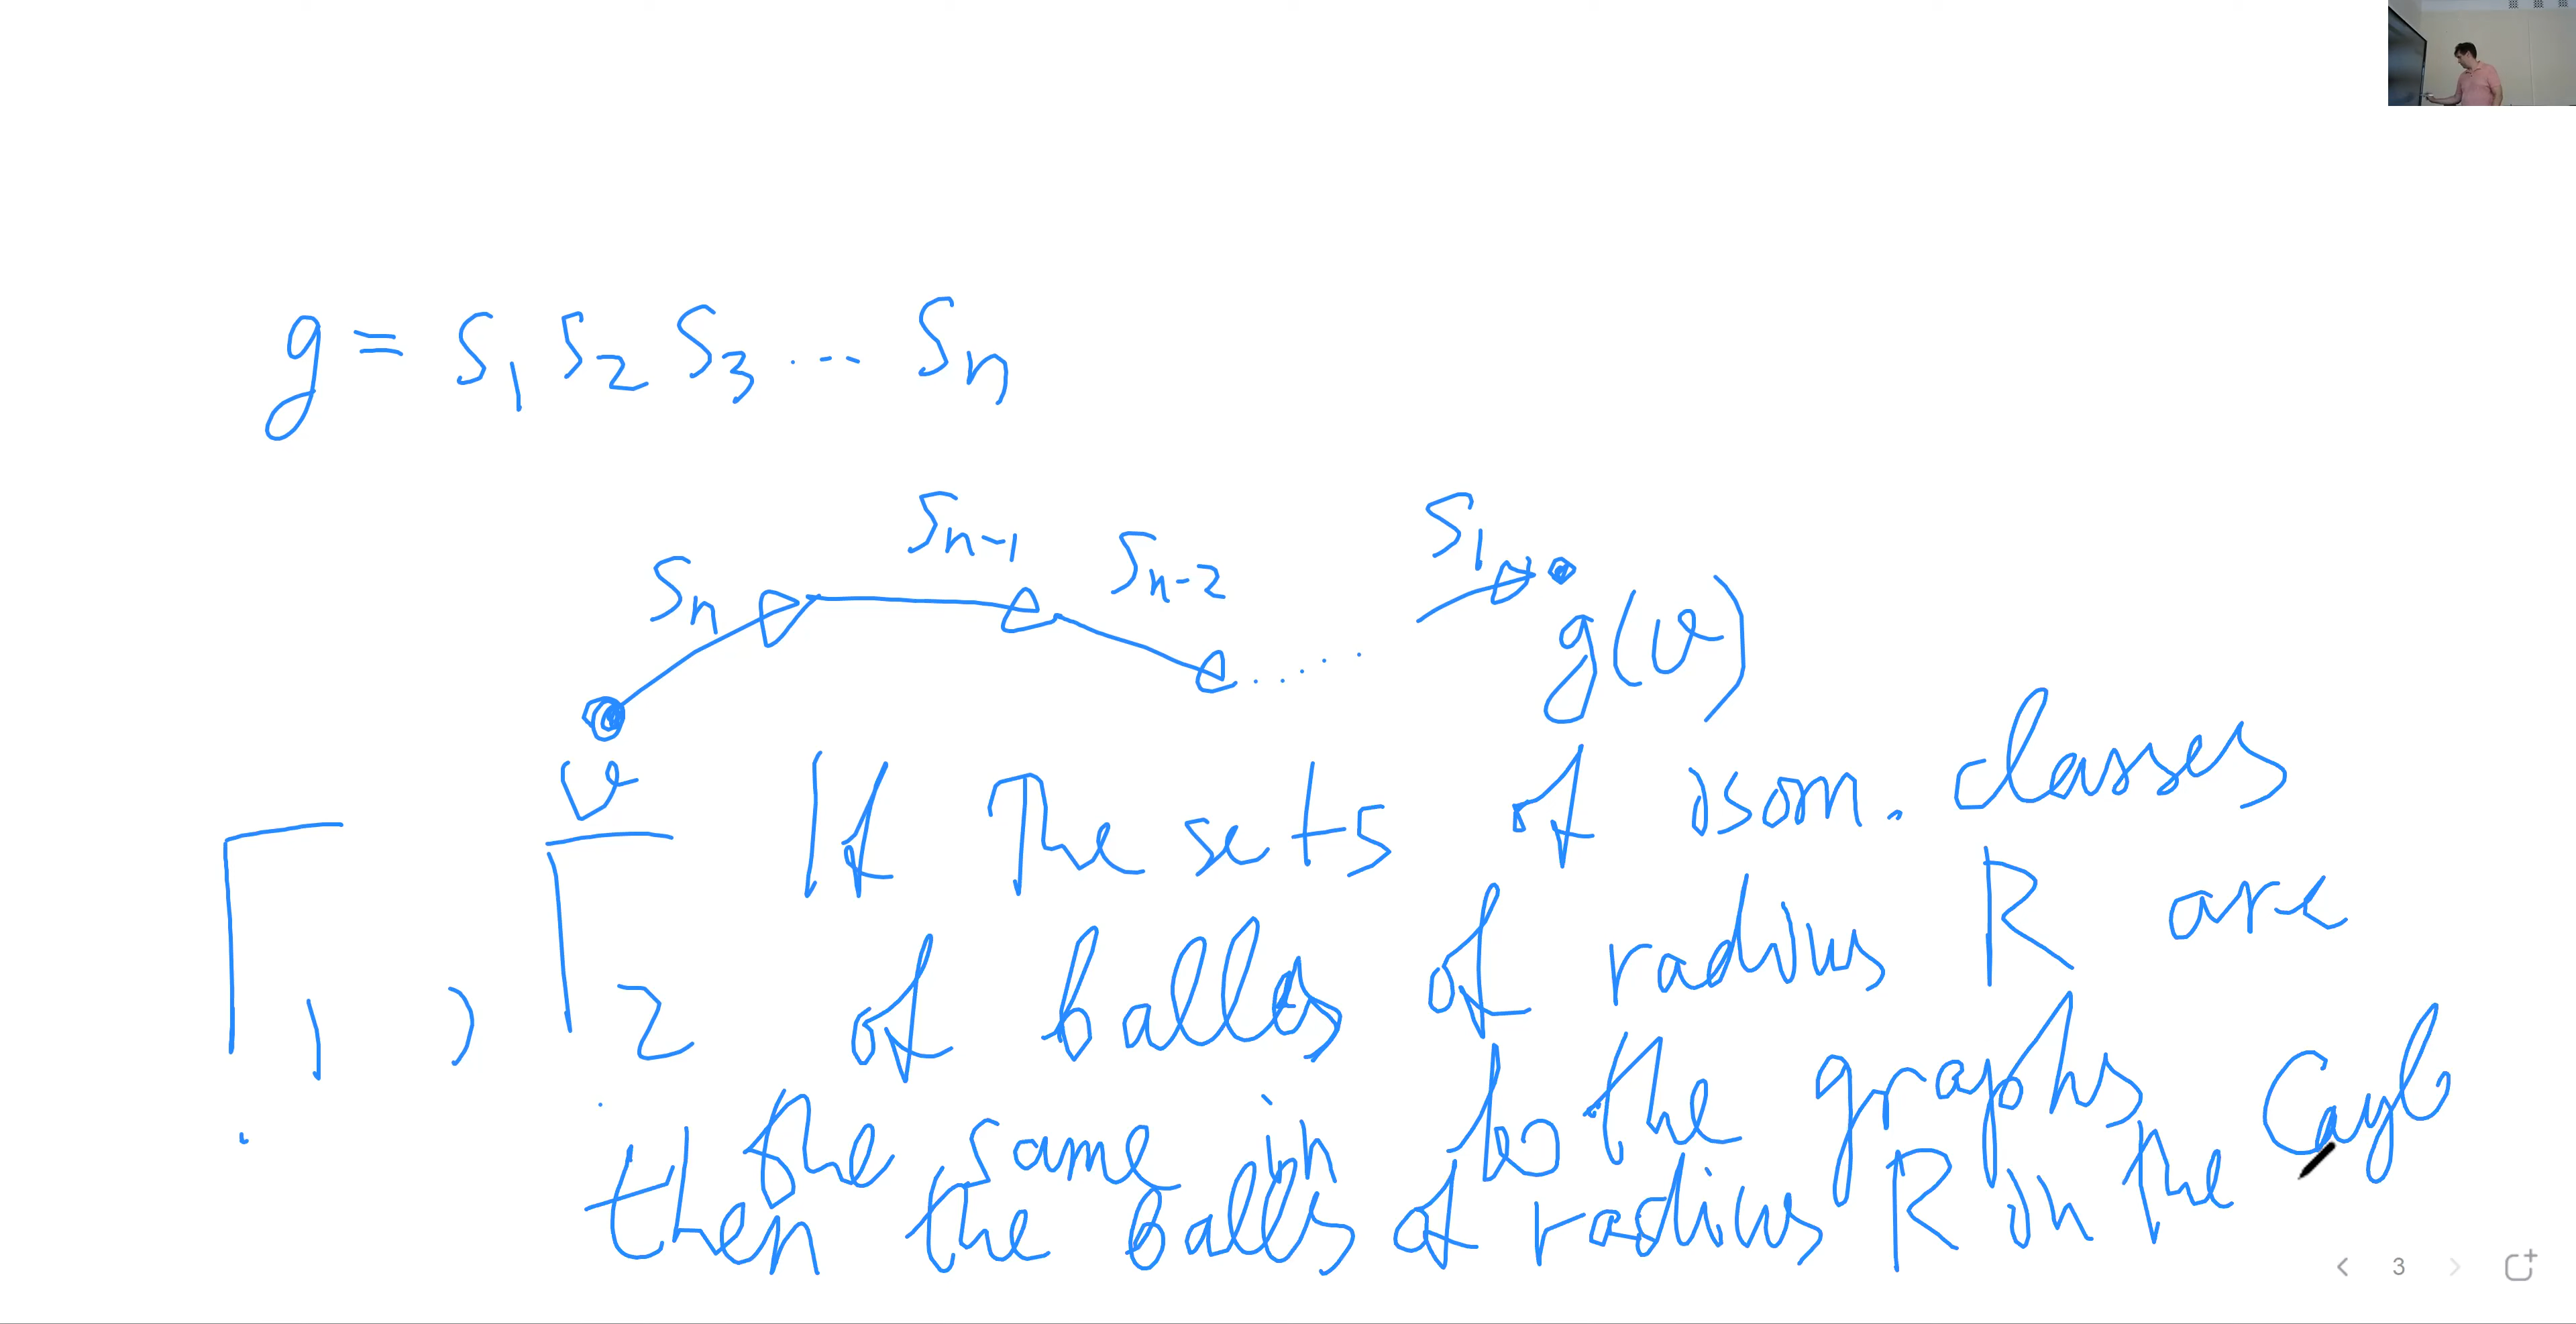 g = S₁ S₂ S₃ ... Sₙ
Sₙ Sₙ₋₁ Sₙ₋₂ S₁
v g(v)
Γ₁, Γ₂ If the sets of isom. classes
of balls of radius R are
the same in both graphs
then the balls of radius R in the Cayl
3